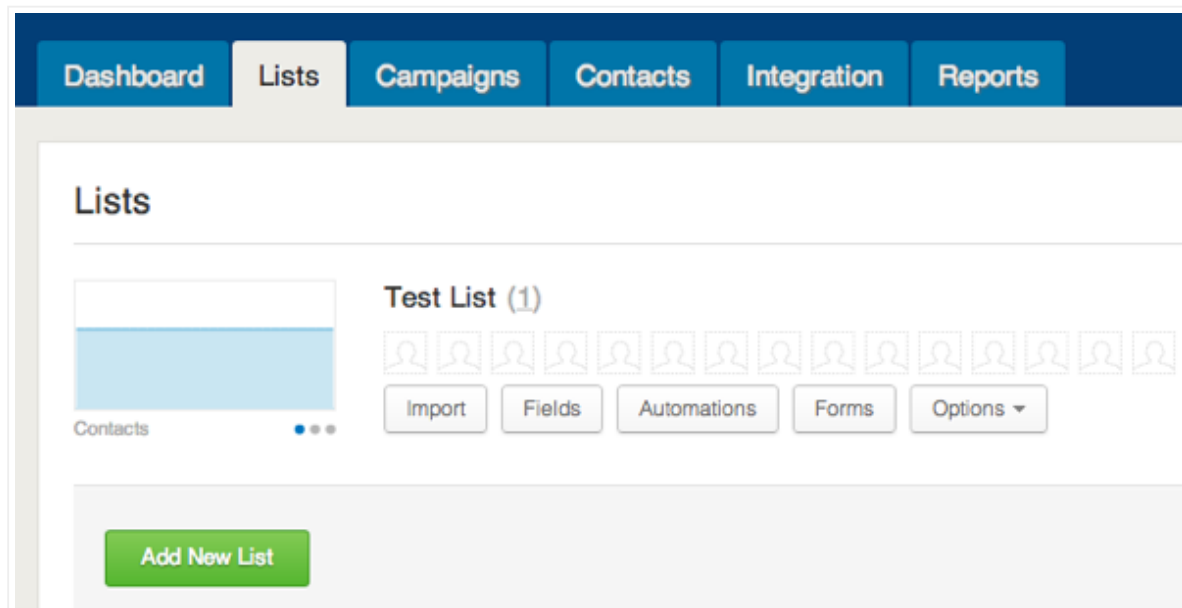 Dashboard Lists Campaigns Contacts Integration Reports
Lists
Test List (1)
Import Fields Automations Forms Options
Contacts
Add New List